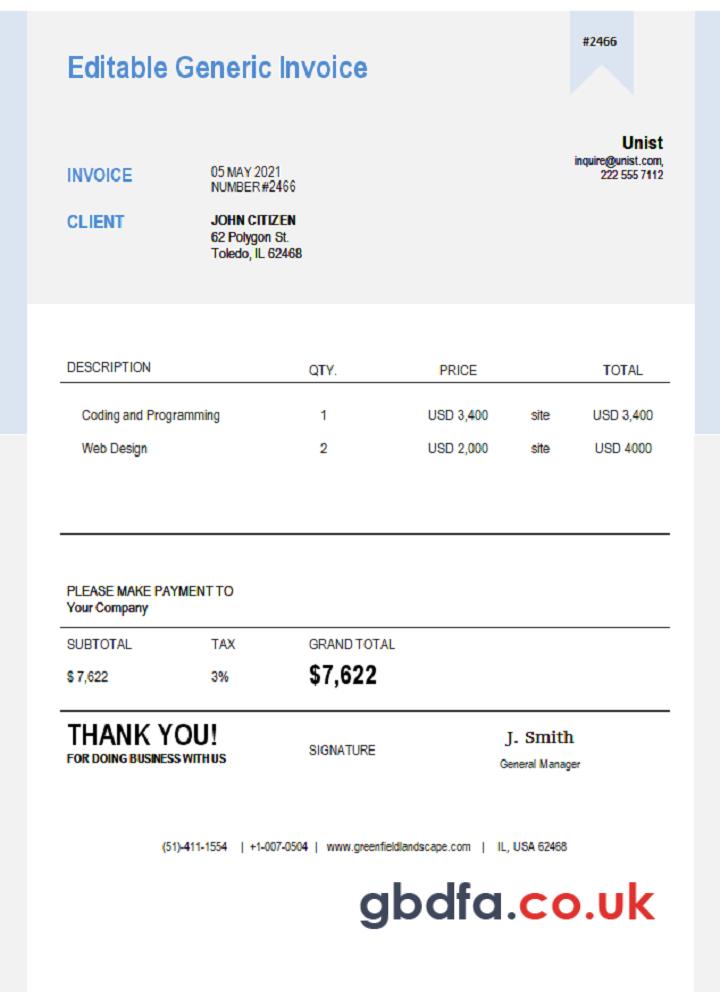 #2466
Editable Generic Invoice
Unist
inquire@unist.com,
222 555 7112
INVOICE 05 MAY 2021
NUMBER #2466
CLIENT JOHN CITIZEN
62 Polygon St.
Toledo, IL 62468
DESCRIPTION QTY. PRICE TOTAL
Coding and Programming 1 USD 3,400 site USD 3,400
Web Design 2 USD 2,000 site USD 4000
PLEASE MAKE PAYMENT TO
Your Company
SUBTOTAL TAX GRAND TOTAL
$ 7,622 3% $7,622
THANK YOU!
FOR DOING BUSINESS WITH US
SIGNATURE
J. Smith
General Manager
(51)-411-1554 | +1-007-0504 | www.greenfieldlandscape.com | IL, USA 62468
gbdfa.co.uk